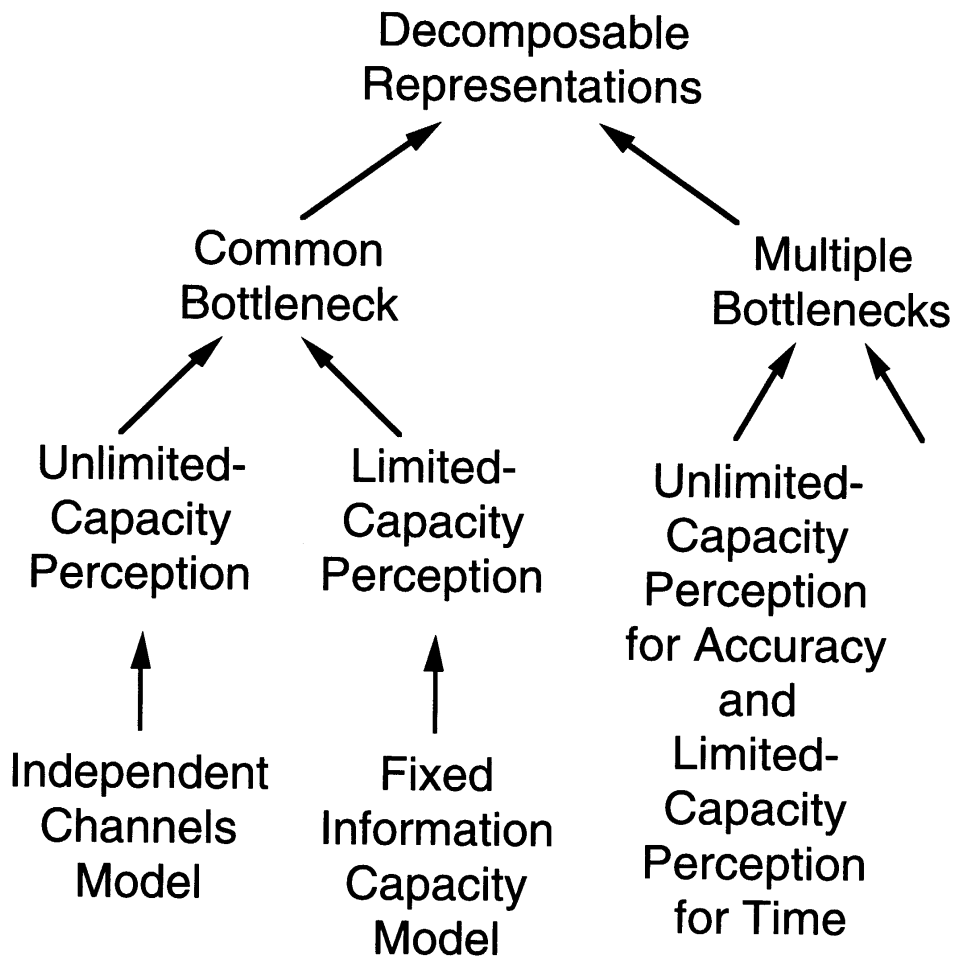 Decomposable
Representations
Common
Bottleneck
Multiple
Bottlenecks
Unlimited-
Capacity
Perception
Limited-
Capacity
Perception
Unlimited-
Capacity
Perception
for Accuracy
and
Limited-
Capacity
Perception
for Time
Independent
Channels
Model
Fixed
Information
Capacity
Model